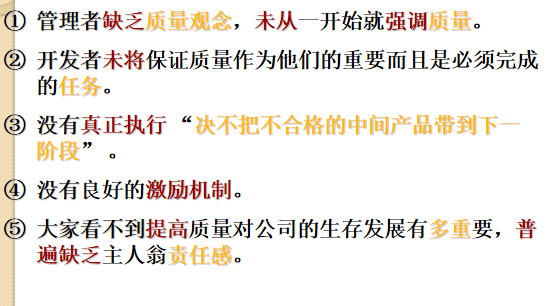 ① 管理者缺乏质量观念，未从一开始就强调质量。
② 开发者未将保证质量作为他们的重要而且是必须完成
的任务。
③ 没有真正执行 “决不把不合格的中间产品带到下一
阶段” 。
④ 没有良好的激励机制。
⑤ 大家看不到提高质量对公司的生存发展有多重要，普
遍缺乏主人翁责任感。